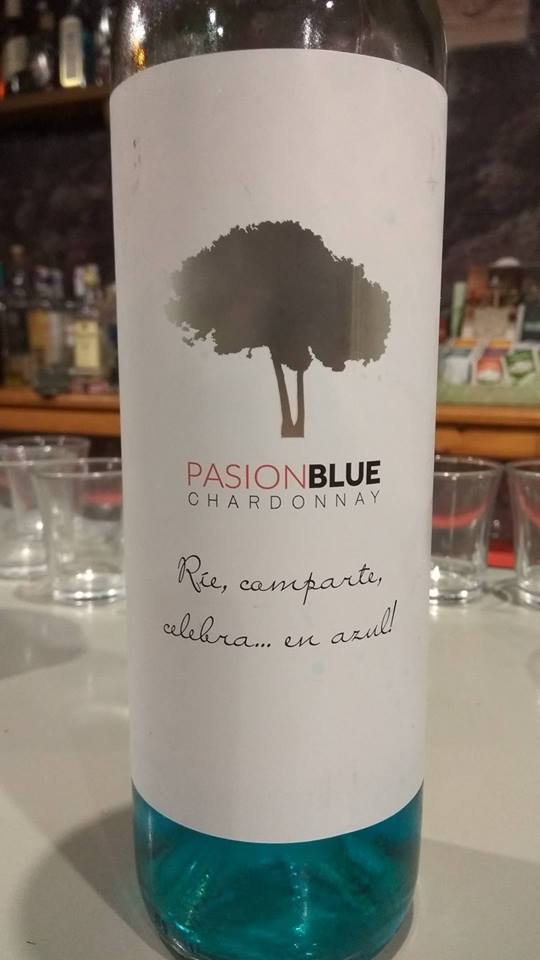 PASIONBLUE
CHARDONNAY
Ríe, comparte,
celebra... en azul!